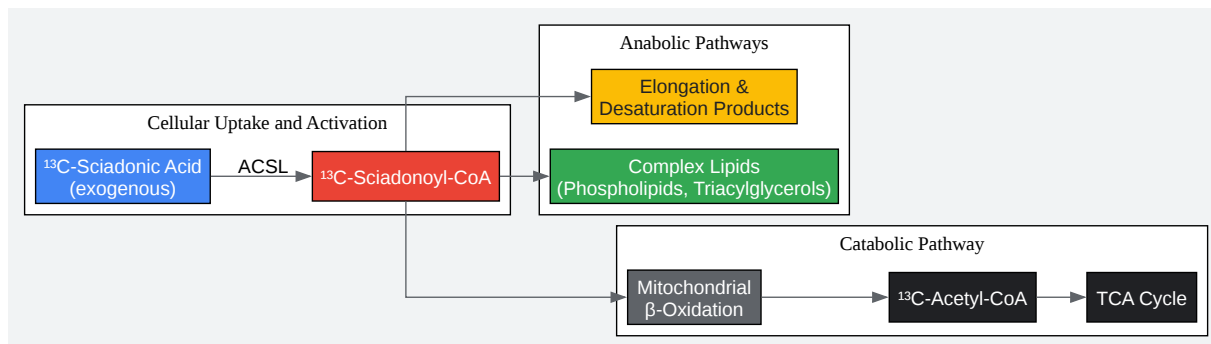 Cellular Uptake and Activation
¹³C-Sciadonic Acid
(exogenous)
ACSL
¹³C-Sciadonoyl-CoA
Anabolic Pathways
Elongation &
Desaturation Products
Complex Lipids
(Phospholipids, Triacylglycerols)
Catabolic Pathway
Mitochondrial
β-Oxidation
¹³C-Acetyl-CoA
TCA Cycle